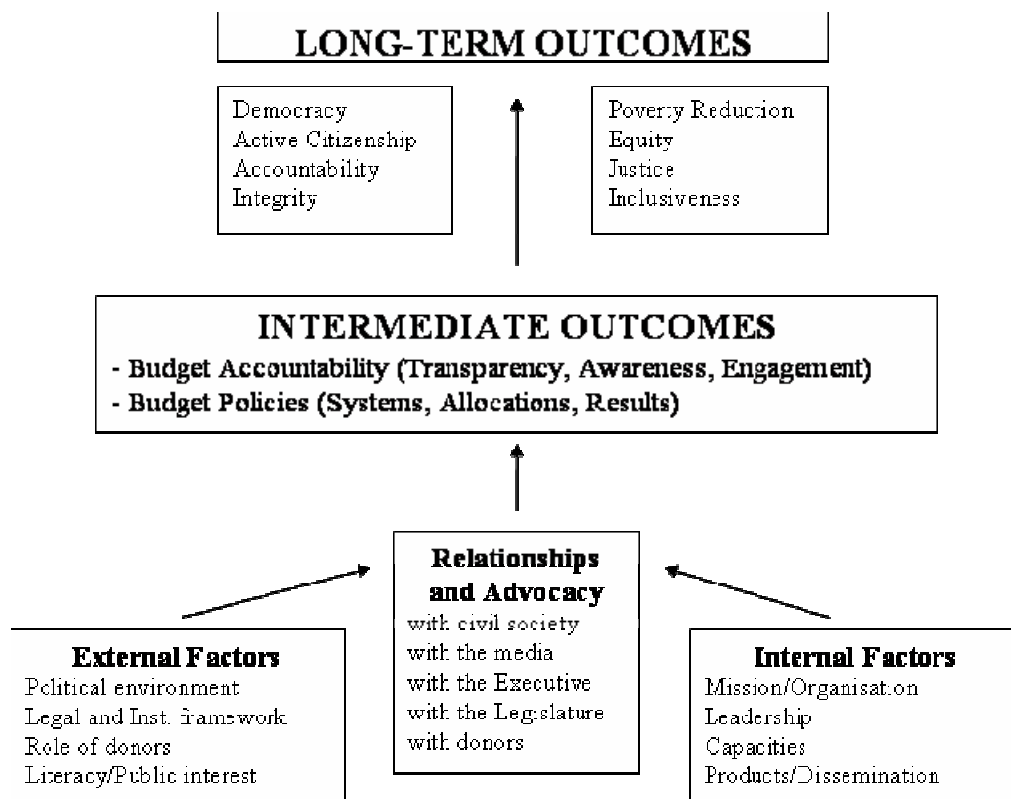 LONG-TERM OUTCOMES
Democracy
Active Citizenship
Accountability
Integrity
Poverty Reduction
Equity
Justice
Inclusiveness
INTERMEDIATE OUTCOMES
- Budget Accountability (Transparency, Awareness, Engagement)
- Budget Policies (Systems, Allocations, Results)
Relationships
and Advocacy
with civil society
with the media
with the Executive
with the Legislature
with donors
External Factors
Political environment
Legal and Inst. framework
Role of donors
Literacy/Public interest
Internal Factors
Mission/Organisation
Leadership
Capacities
Products/Dissemination